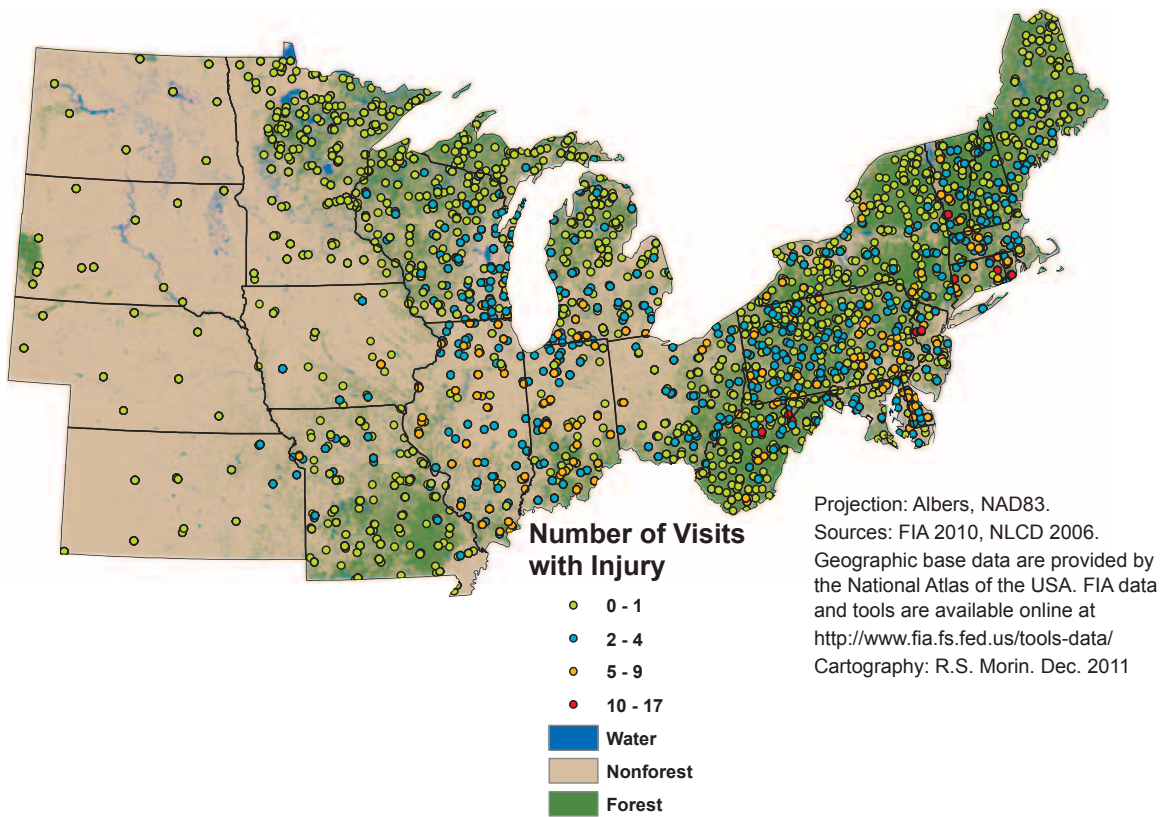 Number of Visits
with Injury
0 - 1
2 - 4
5 - 9
10 - 17
Water
Nonforest
Forest
Projection: Albers, NAD83.
Sources: FIA 2010, NLCD 2006.
Geographic base data are provided by
the National Atlas of the USA. FIA data
and tools are available online at
http://www.fia.fs.fed.us/tools-data/
Cartography: R.S. Morin. Dec. 2011